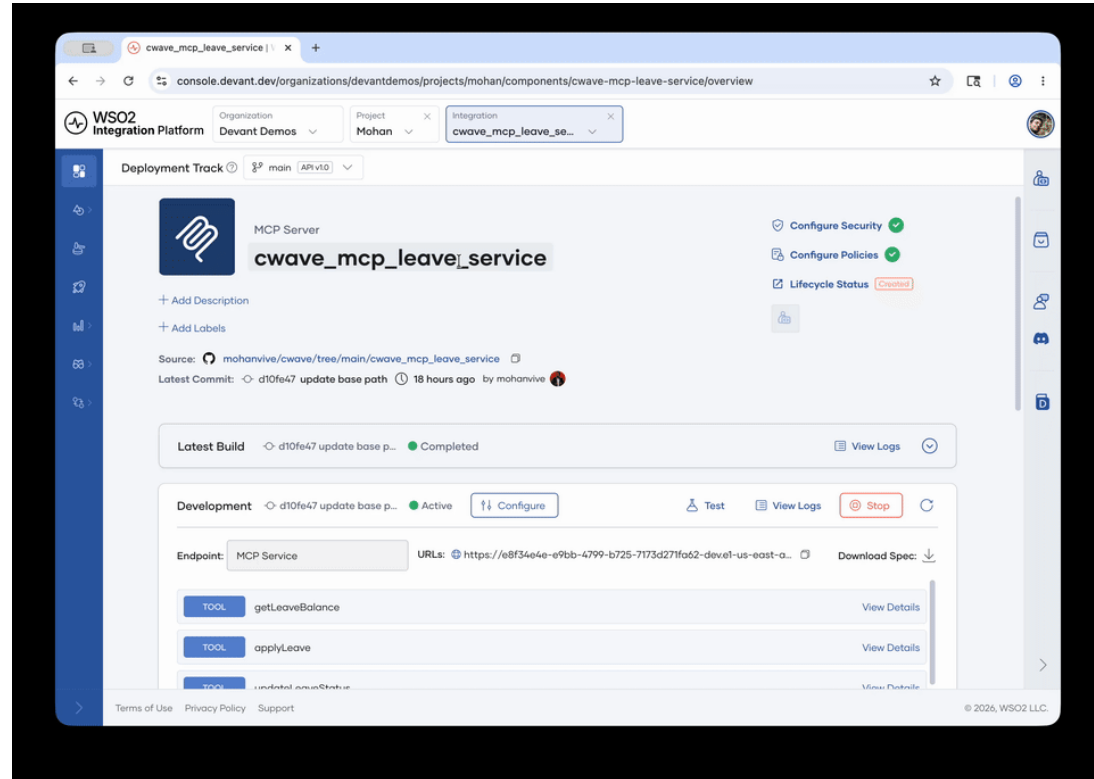 cwave_mcp_leave_service |
console.devant.dev/organizations/devantdemos/projects/mohan/components/cwave-mcp-leave-service/overview
WSO2
Integration Platform
Organization
Devant Demos
Project
Mohan
Integration
cwave_mcp_leave_se...
Deployment Track
main
API v1.0
MCP Server
cwave_mcp_leave_service
Configure Security
Configure Policies
Lifecycle Status
Created
+ Add Description
+ Add Labels
Source: mohanvive/cwave/tree/main/cwave_mcp_leave_service
Latest Commit: d10fe47 update base path 18 hours ago by mohanvive
Latest Build d10fe47 update base p... Completed View Logs
Development d10fe47 update base p... Active Configure Test View Logs Stop
Endpoint: MCP Service URLs: https://e8f34e4e-e9bb-4799-b725-7173d271fa62-dev.e1-us-east-a... Download Spec:
TOOL getLeaveBalance View Details
TOOL applyLeave View Details
TOOL updateLeaveStatus View Details
Terms of Use Privacy Policy Support © 2026, WSO2 LLC.